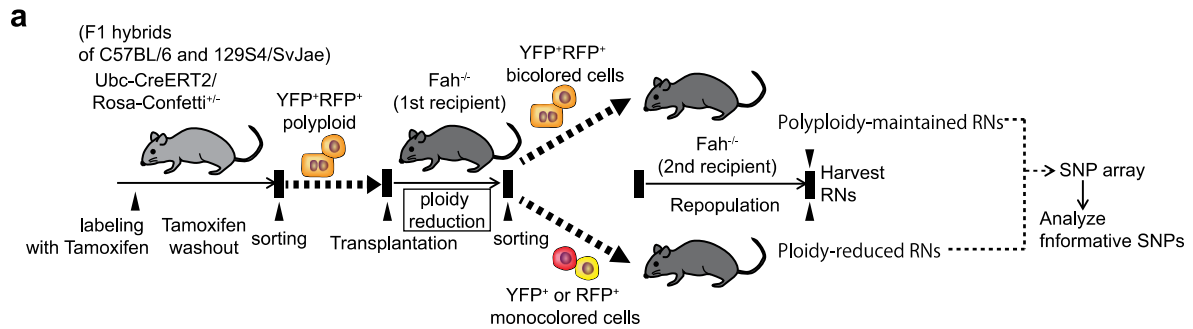 a
(F1 hybrids
of C57BL/6 and 129S4/SvJae)
Ubc-CreERT2/
Rosa-Confetti+/-
YFP+RFP+
polyploid
Fah-/-
(1st recipient)
YFP+RFP+
bicolored cells
labeling
with Tamoxifen
Tamoxifen
washout
sorting
Transplantation
ploidy
reduction
sorting
YFP+ or RFP+
monocolored cells
Polyploidy-maintained RNs
Fah-/-
(2nd recipient)
Repopulation
Harvest
RNs
Ploidy-reduced RNs
SNP array
Analyze
fnformative SNPs